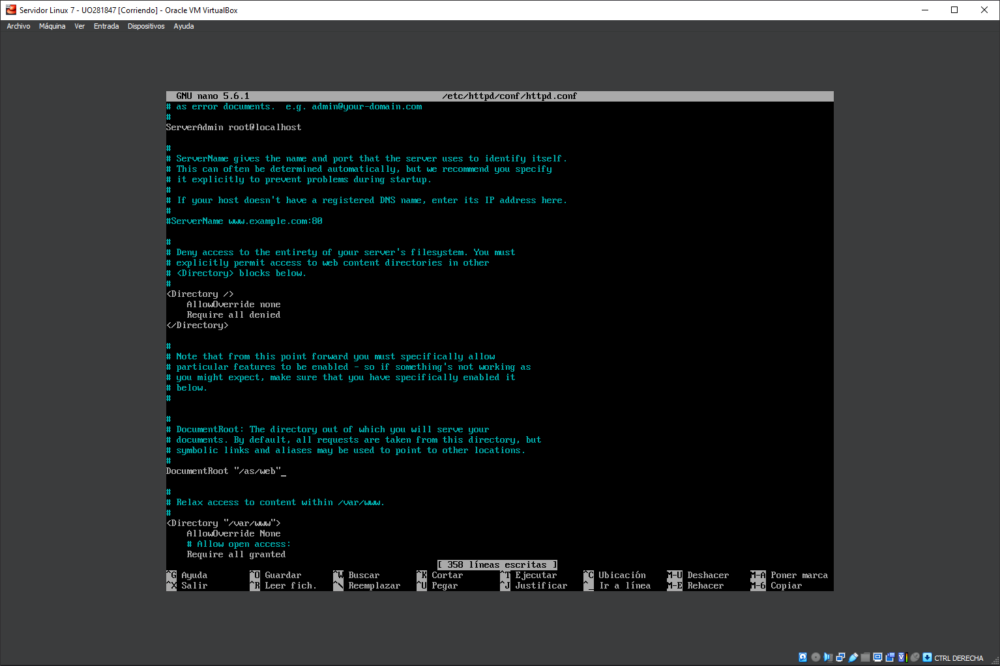 Servidor Linux 7 - UO281847 [Corriendo] - Oracle VM VirtualBox
Archivo Máquina Ver Entrada Dispositivos Ayuda
GNU nano 5.6.1 /etc/httpd/conf/httpd.conf
# as error documents.  e.g. admin@your-domain.com
#
ServerAdmin root@localhost
#
# ServerName gives the name and port that the server uses to identify itself.
# This can often be determined automatically, but we recommend you specify
# it explicitly to prevent problems during startup.
#
# If your host doesn't have a registered DNS name, enter its IP address here.
#
#ServerName www.example.com:80
#
# Deny access to the entirety of your server's filesystem. You must
# explicitly permit access to web content directories in other
# <Directory> blocks below.
#
<Directory />
    AllowOverride none
    Require all denied
</Directory>
#
# Note that from this point forward you must specifically allow
# particular features to be enabled - so if something's not working as
# you might expect, make sure that you have specifically enabled it
# below.
#
#
# DocumentRoot: The directory out of which you will serve your
# documents. By default, all requests are taken from this directory, but
# symbolic links and aliases may be used to point to other locations.
#
DocumentRoot "/as/web"_
#
# Relax access to content within /var/www.
#
<Directory "/var/www">
    AllowOverride None
    # Allow open access:
    Require all granted
[ 358 líneas escritas ]
^G Ayuda ^O Guardar ^W Buscar ^K Cortar ^T Ejecutar ^C Ubicación M-U Deshacer M-A Poner marca
^X Salir ^R Leer fich. ^\ Reemplazar ^U Pegar ^J Justificar ^_ Ir a línea M-E Rehacer M-6 Copiar
CTRL DERECHA